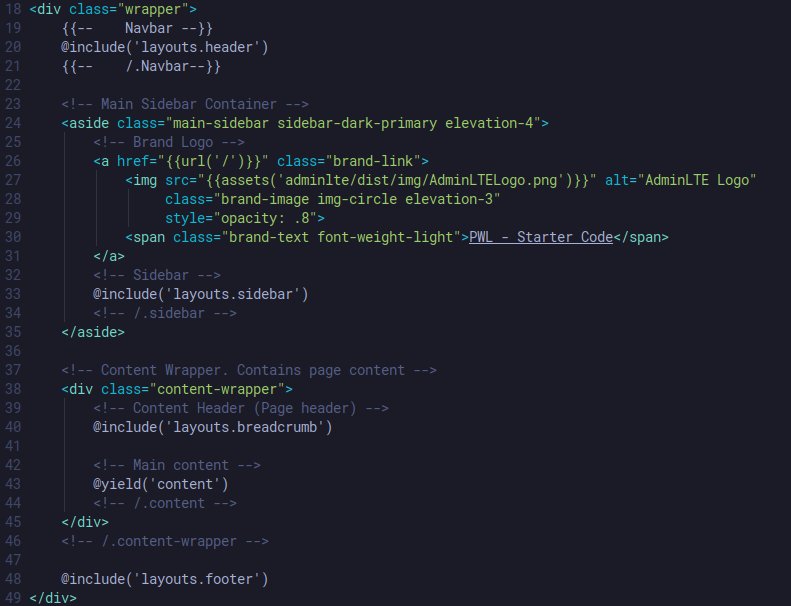 18 <div class="wrapper">
19     {{--    Navbar --}}
20     @include('layouts.header')
21     {{--    /.Navbar--}}
22
23     <!-- Main Sidebar Container -->
24     <aside class="main-sidebar sidebar-dark-primary elevation-4">
25         <!-- Brand Logo -->
26         <a href="{{url('/')}}" class="brand-link">
27             <img src="{{assets('adminlte/dist/img/AdminLTELogo.png')}}" alt="AdminLTE Logo"
28                  class="brand-image img-circle elevation-3"
29                  style="opacity: .8">
30             <span class="brand-text font-weight-light">PWL - Starter Code</span>
31         </a>
32         <!-- Sidebar -->
33         @include('layouts.sidebar')
34         <!-- /.sidebar -->
35     </aside>
36
37     <!-- Content Wrapper. Contains page content -->
38     <div class="content-wrapper">
39         <!-- Content Header (Page header) -->
40         @include('layouts.breadcrumb')
41
42         <!-- Main content -->
43         @yield('content')
44         <!-- /.content -->
45     </div>
46     <!-- /.content-wrapper -->
47
48     @include('layouts.footer')
49 </div>